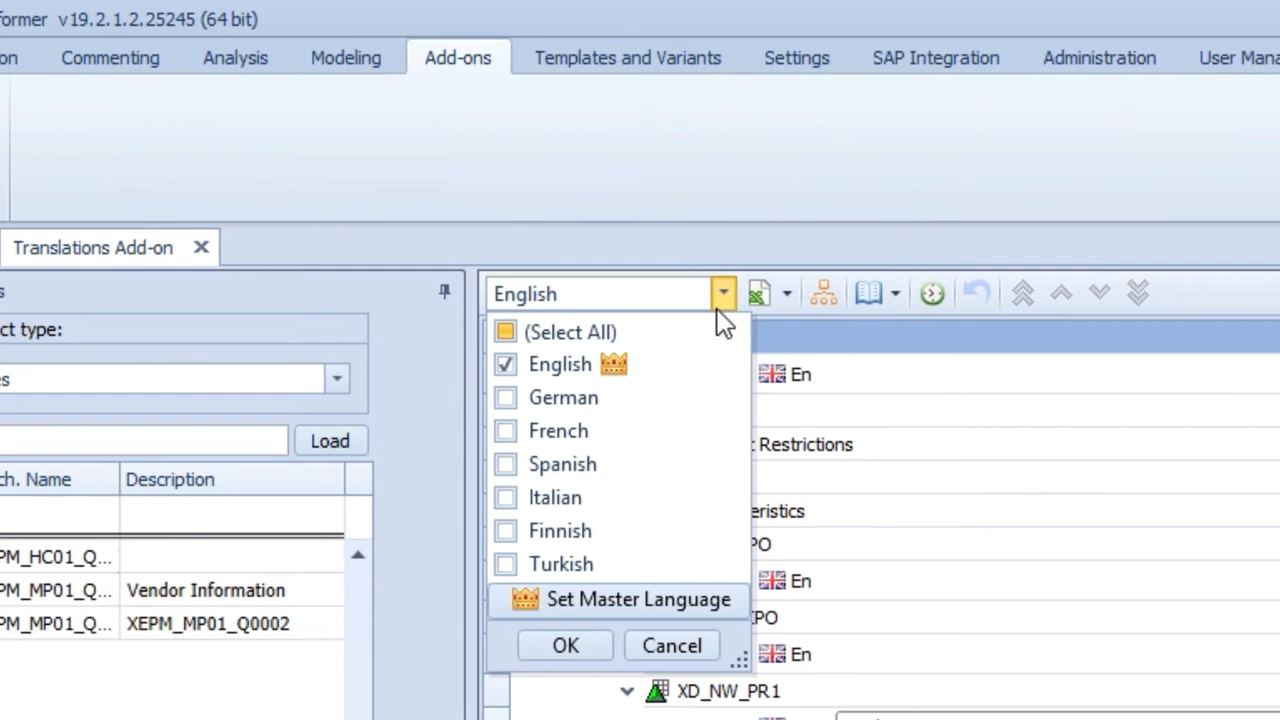 former v19.2.1.2.25245 (64 bit)
on Commenting Analysis Modeling Add-ons Templates and Variants Settings SAP Integration Administration User Mana
Translations Add-on
s
ct type:
English
(Select All)
English
German
French
Spanish
Italian
Finnish
Turkish
Set Master Language
OK Cancel
es
Load
ch. Name Description
PM_HC01_Q...
PM_MP01_Q... Vendor Information
PM_MP01_Q... XEPM_MP01_Q0002
En
t Restrictions
eristics
PO
En
PO
En
XD_NW_PR1